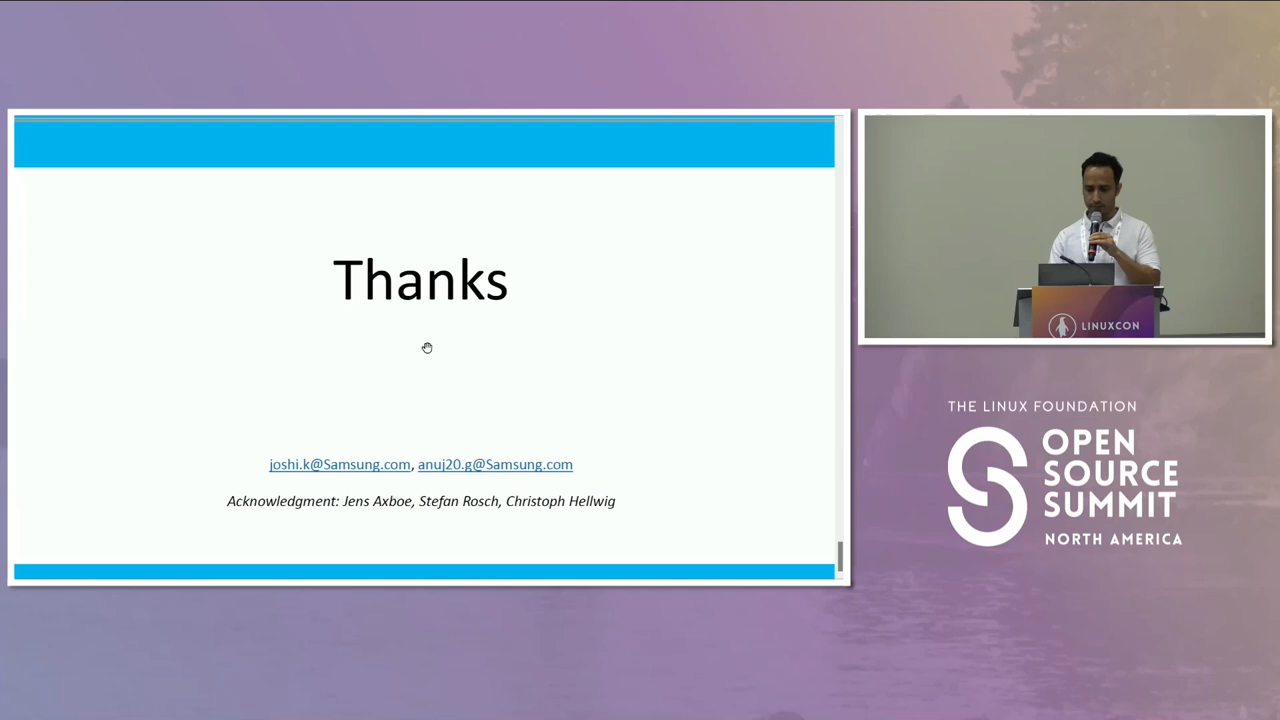 Thanks
joshi.k@Samsung.com, anuj20.g@Samsung.com
Acknowledgment: Jens Axboe, Stefan Rosch, Christoph Hellwig
LINUXCON
THE LINUX FOUNDATION
OPEN
SOURCE
SUMMIT
NORTH AMERICA